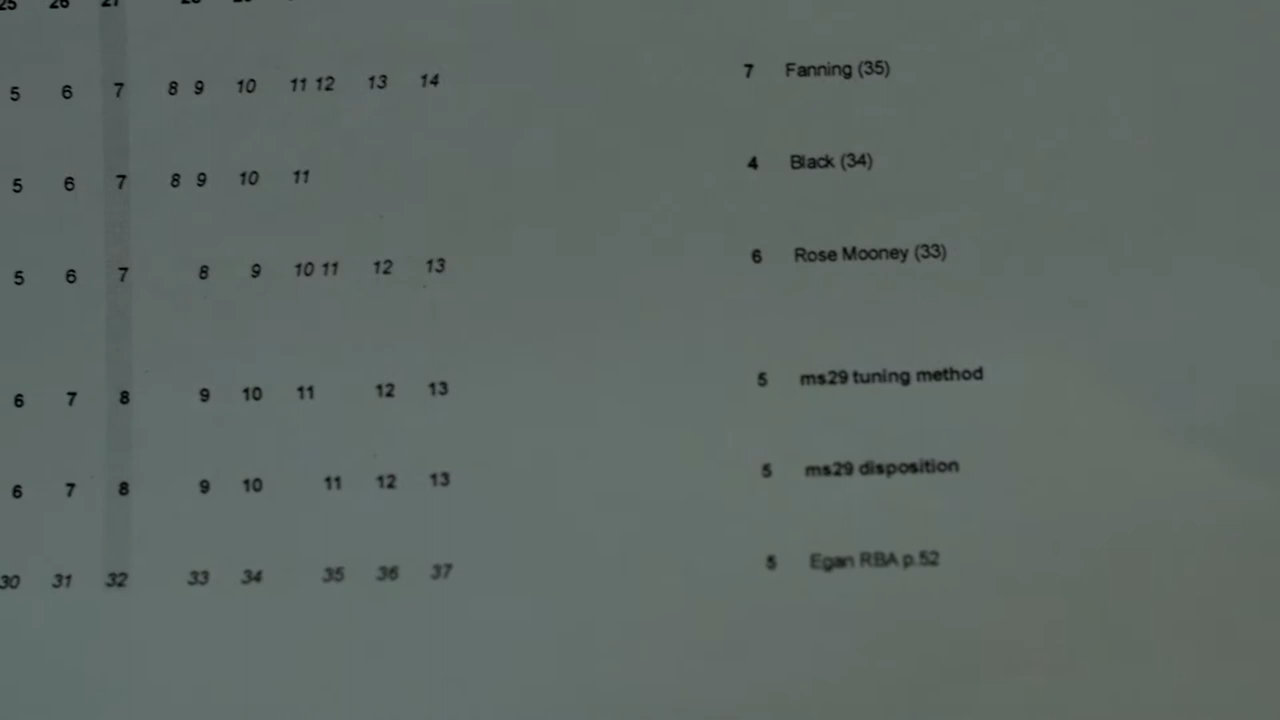 25 26 27
5 6 7 8 9 10 11 12 13 14 7 Fanning (35)
5 6 7 8 9 10 11 4 Black (34)
5 6 7 8 9 10 11 12 13 6 Rose Mooney (33)
6 7 8 9 10 11 12 13 5 ms29 tuning method
6 7 8 9 10 11 12 13 5 ms29 disposition
30 31 32 33 34 35 36 37 5 Egan RBA p.52